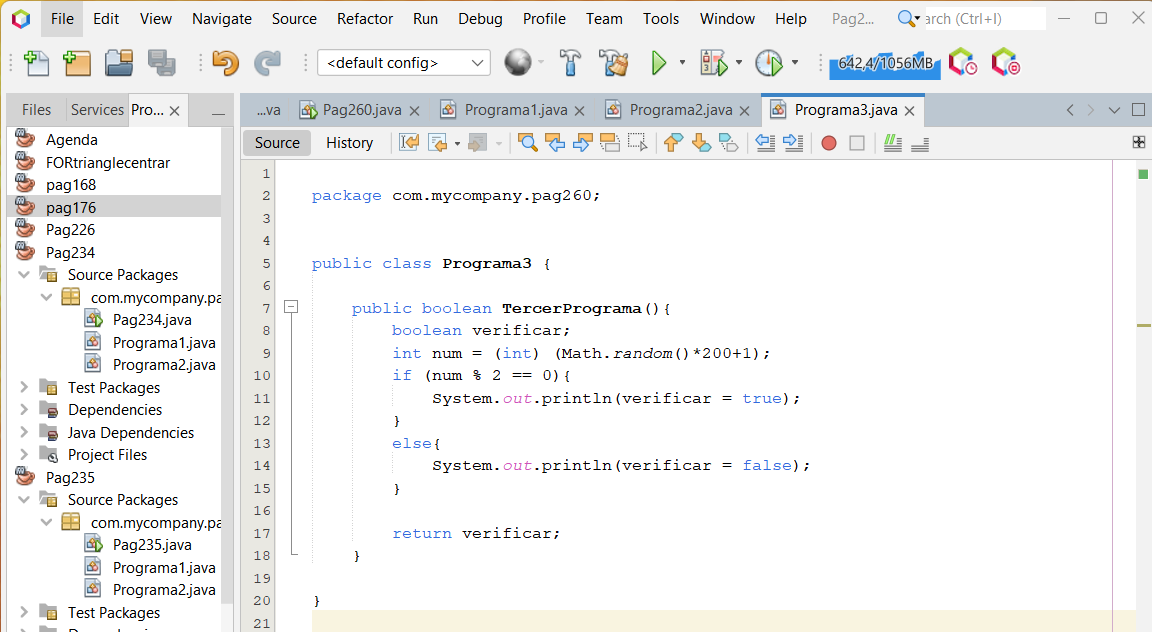 File Edit View Navigate Source Refactor Run Debug Profile Team Tools Window Help Pag2... arch (Ctrl+I)
<default config> 642,4/1056MB
Files Services Pro... ...va Pag260.java Programa1.java Programa2.java Programa3.java
Source History
Agenda
FORtrianglecentrar
pag168
pag176
Pag226
Pag234
Source Packages
com.mycompany.pa
Pag234.java
Programa1.java
Programa2.java
Test Packages
Dependencies
Java Dependencies
Project Files
Pag235
Source Packages
com.mycompany.pa
Pag235.java
Programa1.java
Programa2.java
Test Packages
1
2 package com.mycompany.pag260;
3
4
5 public class Programa3 {
6
7 public boolean TercerPrograma(){
8 boolean verificar;
9 int num = (int) (Math.random()*200+1);
10 if (num % 2 == 0){
11 System.out.println(verificar = true);
12 }
13 else{
14 System.out.println(verificar = false);
15 }
16
17 return verificar;
18 }
19
20 }
21